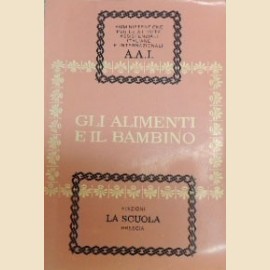 AMMINISTRAZIONE
PER LE ATTIVITÀ
ASSISTENZIALI
ITALIANE
E INTERNAZIONALI
A.A.I.
GLI ALIMENTI
E IL BAMBINO
EDIZIONI
LA SCUOLA
BRESCIA